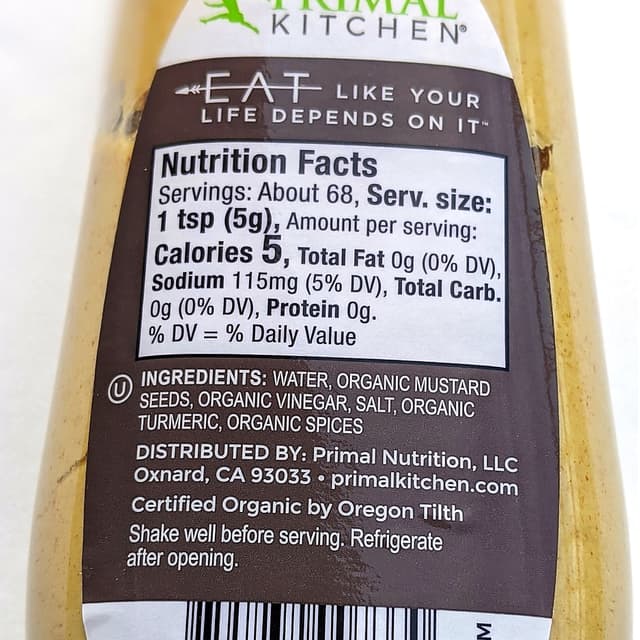 PRIMAL
KITCHEN®
EAT LIKE YOUR
LIFE DEPENDS ON IT™
Nutrition Facts
Servings: About 68, Serv. size:
1 tsp (5g), Amount per serving:
Calories 5, Total Fat 0g (0% DV),
Sodium 115mg (5% DV), Total Carb.
0g (0% DV), Protein 0g.
% DV = % Daily Value
U INGREDIENTS: WATER, ORGANIC MUSTARD
SEEDS, ORGANIC VINEGAR, SALT, ORGANIC
TURMERIC, ORGANIC SPICES
DISTRIBUTED BY: Primal Nutrition, LLC
Oxnard, CA 93033 • primalkitchen.com
Certified Organic by Oregon Tilth
Shake well before serving. Refrigerate
after opening.
M